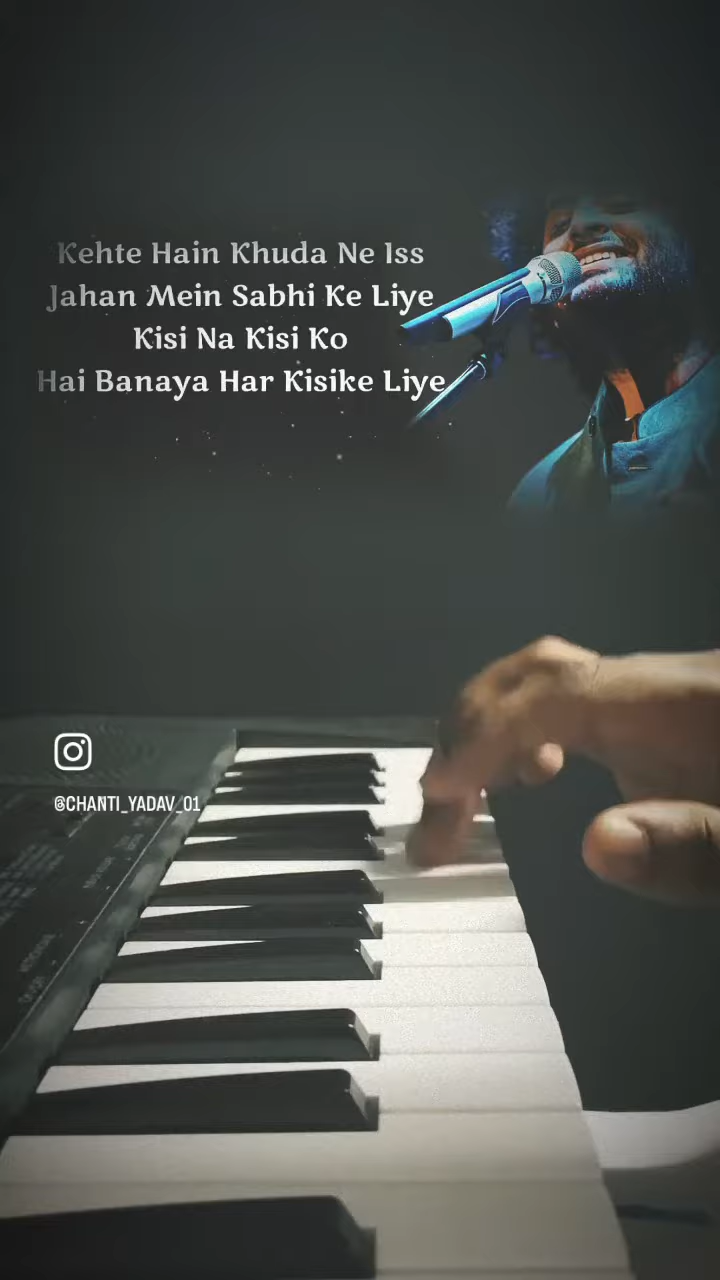 Kehte Hain Khuda Ne Iss
Jahan Mein Sabhi Ke Liye
Kisi Na Kisi Ko
Hai Banaya Har Kisike Liye
@CHANTI_YADAV_01